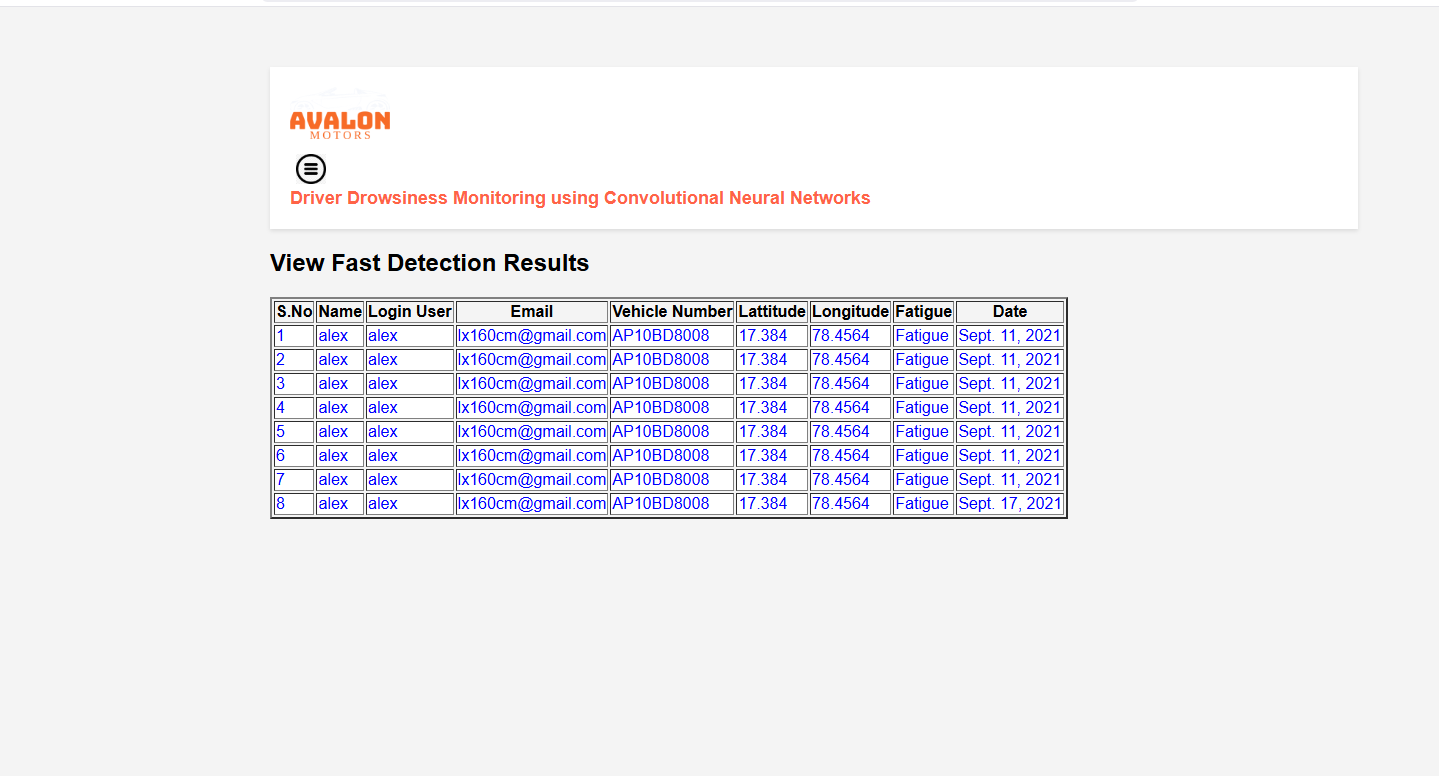 AVALON
MOTORS
Driver Drowsiness Monitoring using Convolutional Neural Networks
View Fast Detection Results
S.No Name Login User Email Vehicle Number Lattitude Longitude Fatigue Date
1 alex alex lx160cm@gmail.com AP10BD8008 17.384 78.4564 Fatigue Sept. 11, 2021
2 alex alex lx160cm@gmail.com AP10BD8008 17.384 78.4564 Fatigue Sept. 11, 2021
3 alex alex lx160cm@gmail.com AP10BD8008 17.384 78.4564 Fatigue Sept. 11, 2021
4 alex alex lx160cm@gmail.com AP10BD8008 17.384 78.4564 Fatigue Sept. 11, 2021
5 alex alex lx160cm@gmail.com AP10BD8008 17.384 78.4564 Fatigue Sept. 11, 2021
6 alex alex lx160cm@gmail.com AP10BD8008 17.384 78.4564 Fatigue Sept. 11, 2021
7 alex alex lx160cm@gmail.com AP10BD8008 17.384 78.4564 Fatigue Sept. 11, 2021
8 alex alex lx160cm@gmail.com AP10BD8008 17.384 78.4564 Fatigue Sept. 17, 2021